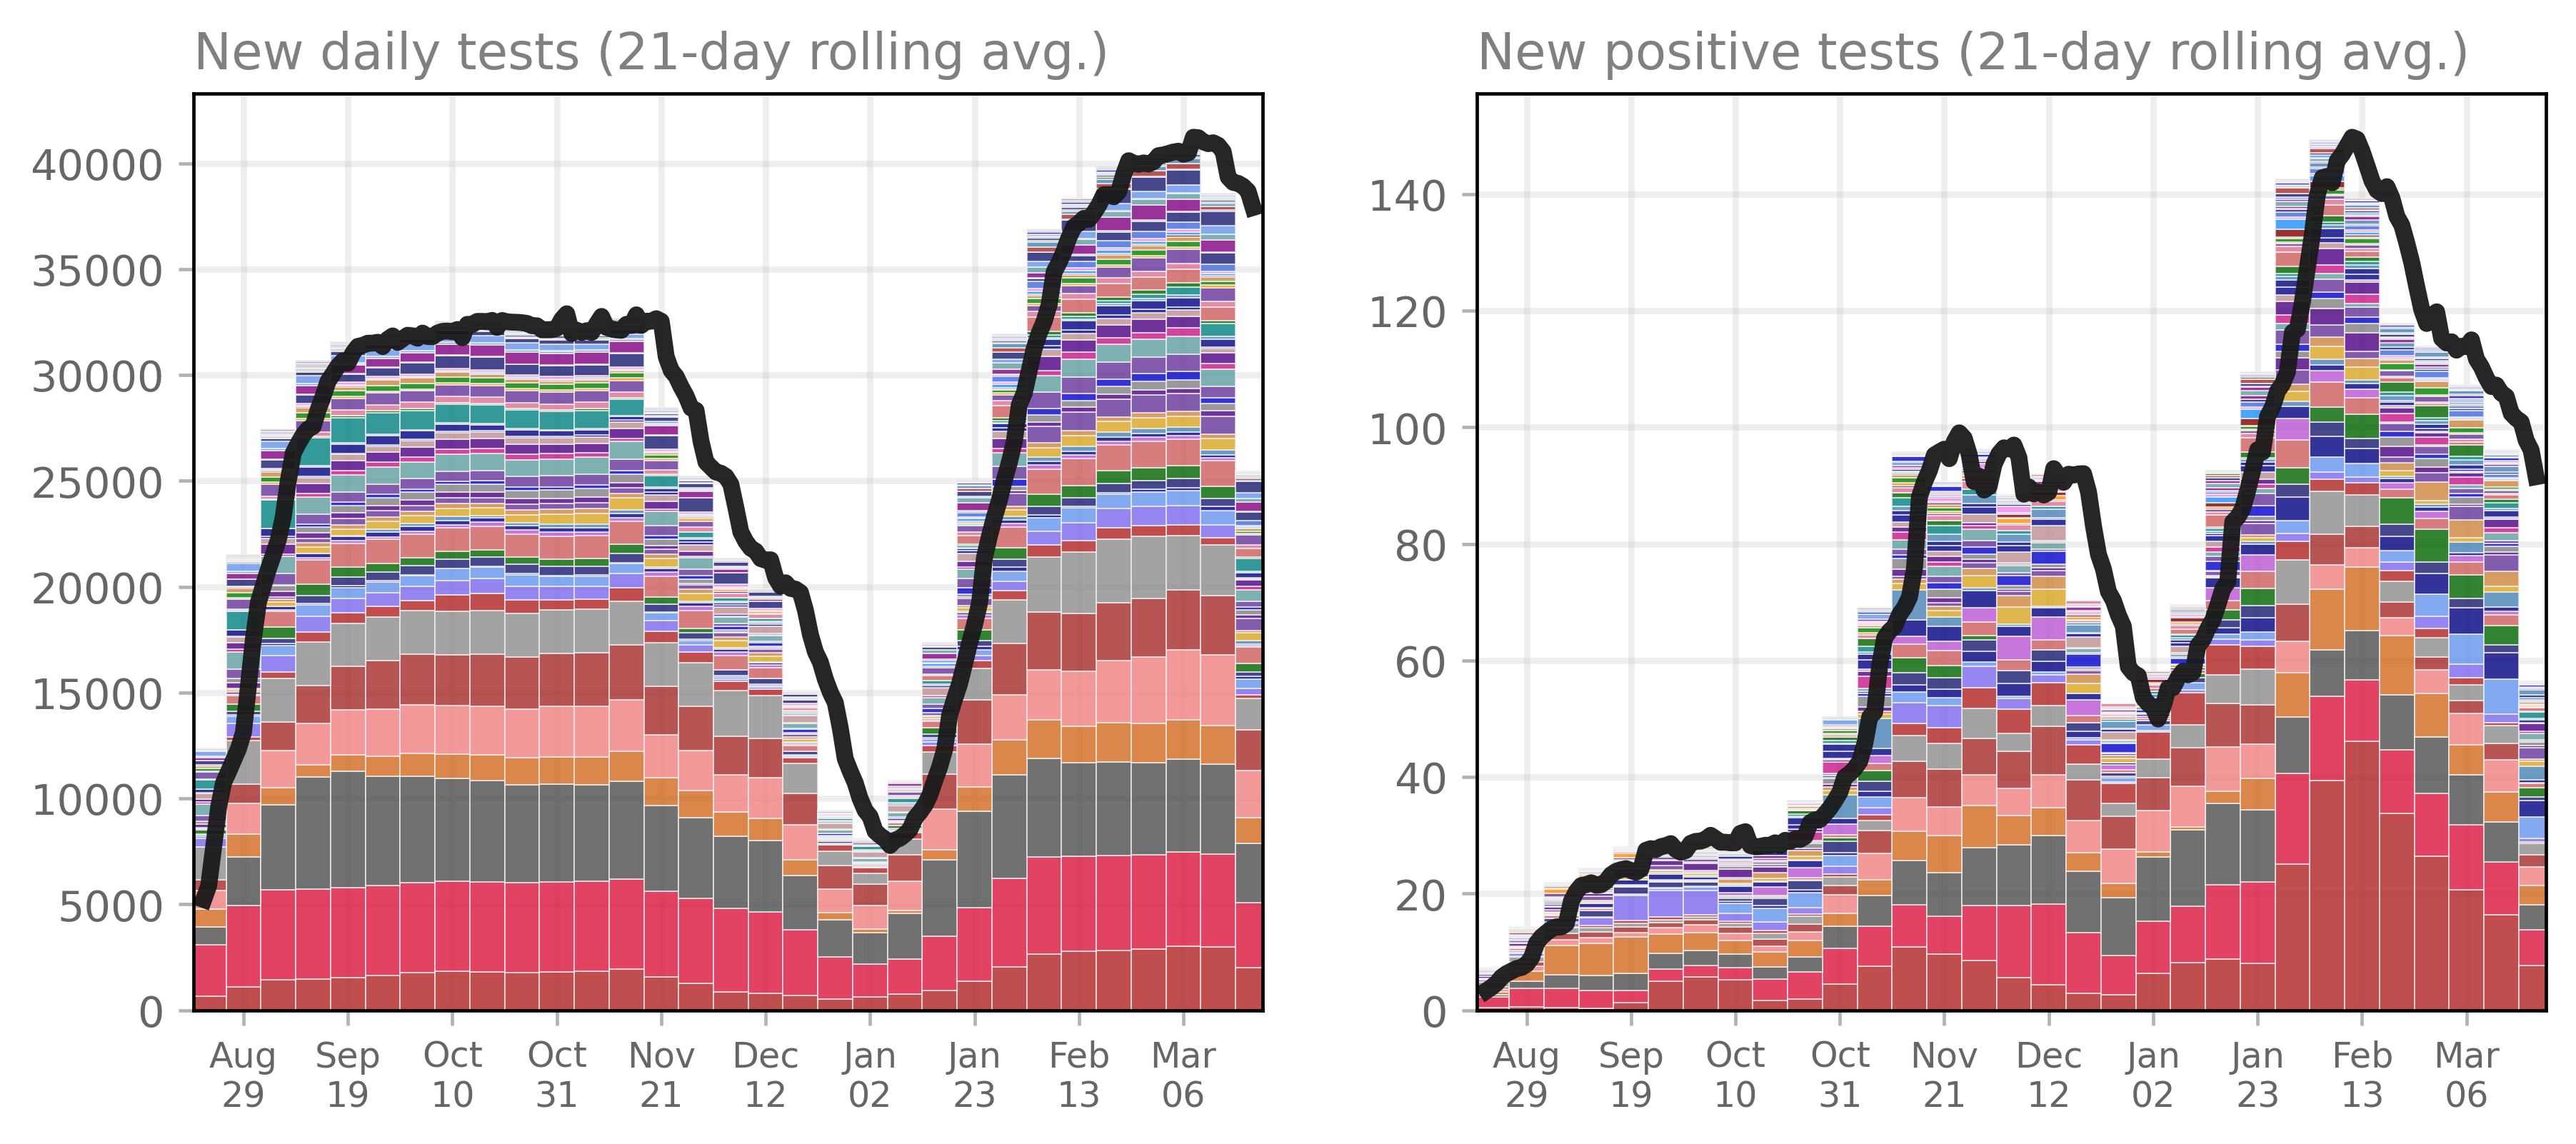 New daily tests (21-day rolling avg.)
40000
35000
30000
25000
20000
15000
10000
5000
0
Aug 29
Sep 19
Oct 10
Oct 31
Nov 21
Dec 12
Jan 02
Jan 23
Feb 13
Mar 06
New positive tests (21-day rolling avg.)
140
120
100
80
60
40
20
0
Aug 29
Sep 19
Oct 10
Oct 31
Nov 21
Dec 12
Jan 02
Jan 23
Feb 13
Mar 06